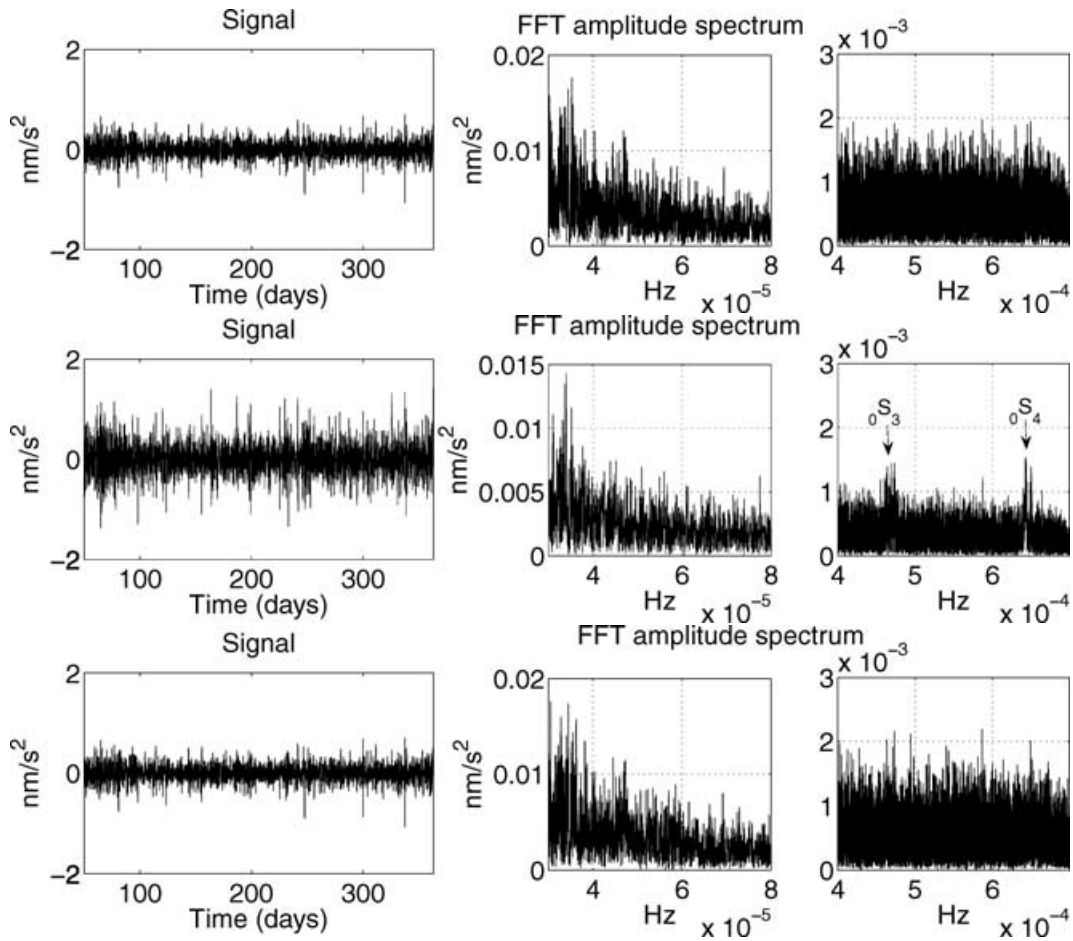 Signal
2
0
−2
nm/s²
100 200 300
Time (days)
FFT amplitude spectrum
0.02
0.01
0
nm/s²
4 6 8
Hz x 10⁻⁵
x 10⁻³
3
2
1
0
4 5 6
Hz x 10⁻⁴
Signal
2
0
−2
nm/s²
100 200 300
Time (days)
FFT amplitude spectrum
0.015
0.01
0.005
0
nm/s²
4 6 8
Hz x 10⁻⁵
x 10⁻³
3
2
1
0
₀S₃ ₀S₄
4 5 6
Hz x 10⁻⁴
Signal
2
0
−2
nm/s²
100 200 300
Time (days)
FFT amplitude spectrum
0.02
0.01
0
nm/s²
4 6 8
Hz x 10⁻⁵
x 10⁻³
3
2
1
0
4 5 6
Hz x 10⁻⁴